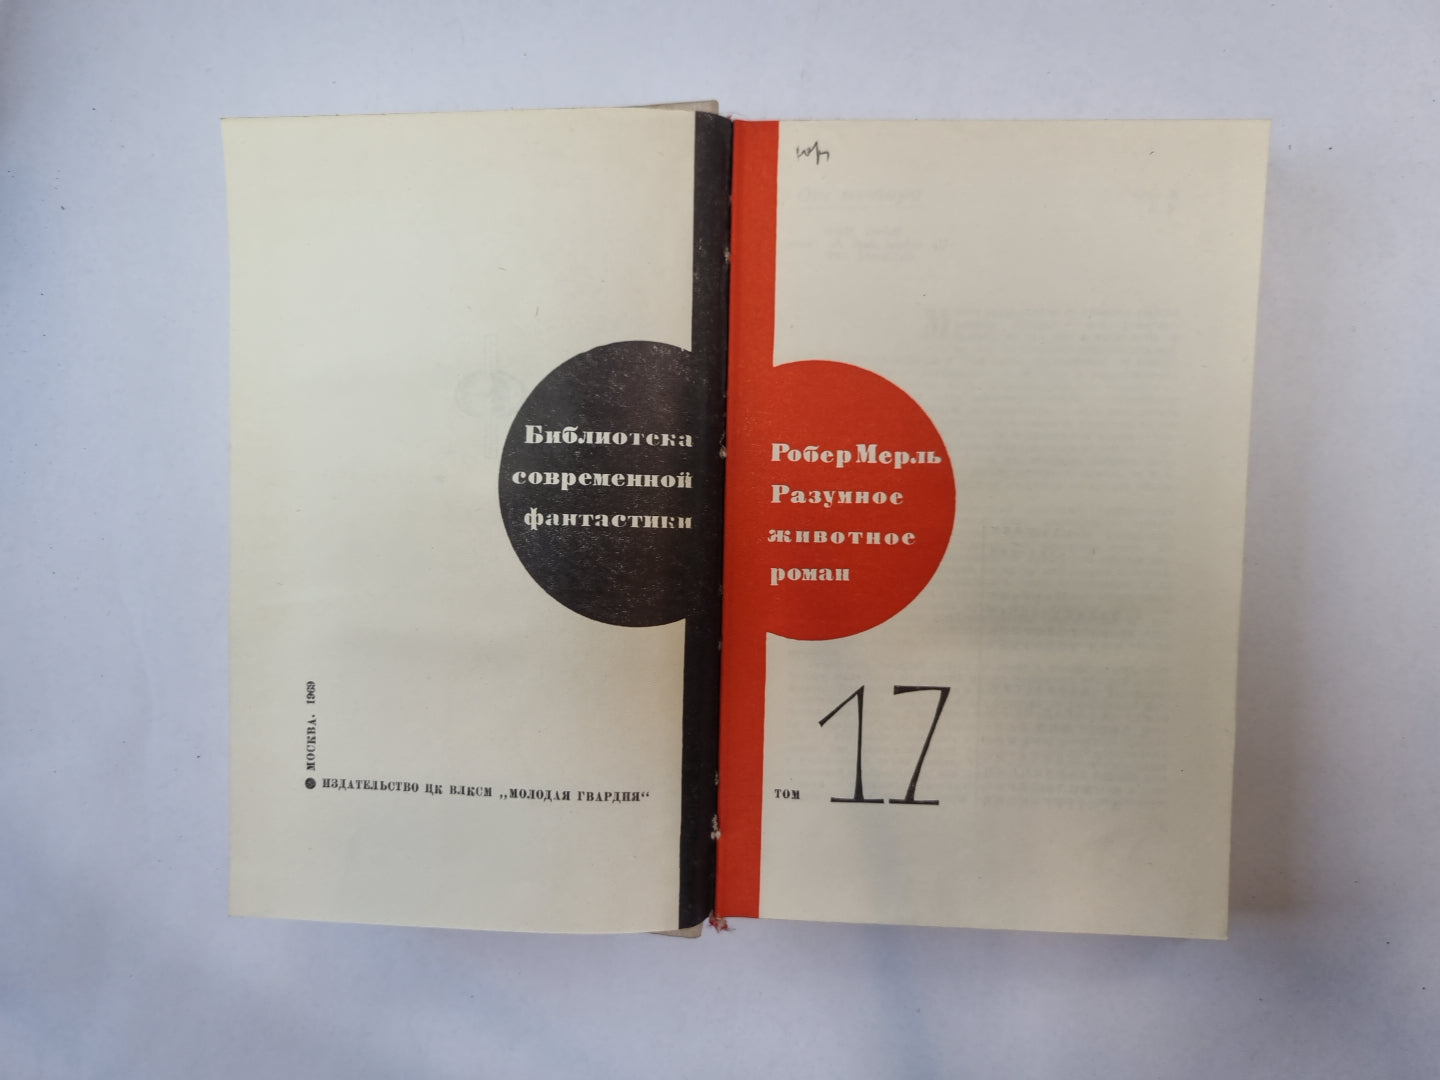 Библиотека
современной
фантастики
МОСКВА. 1969
ИЗДАТЕЛЬСТВО ЦК ВЛКСМ „МОЛОДАЯ ГВАРДИЯ“
Робер Мерль
Разумное
животное
роман
ТОМ 17